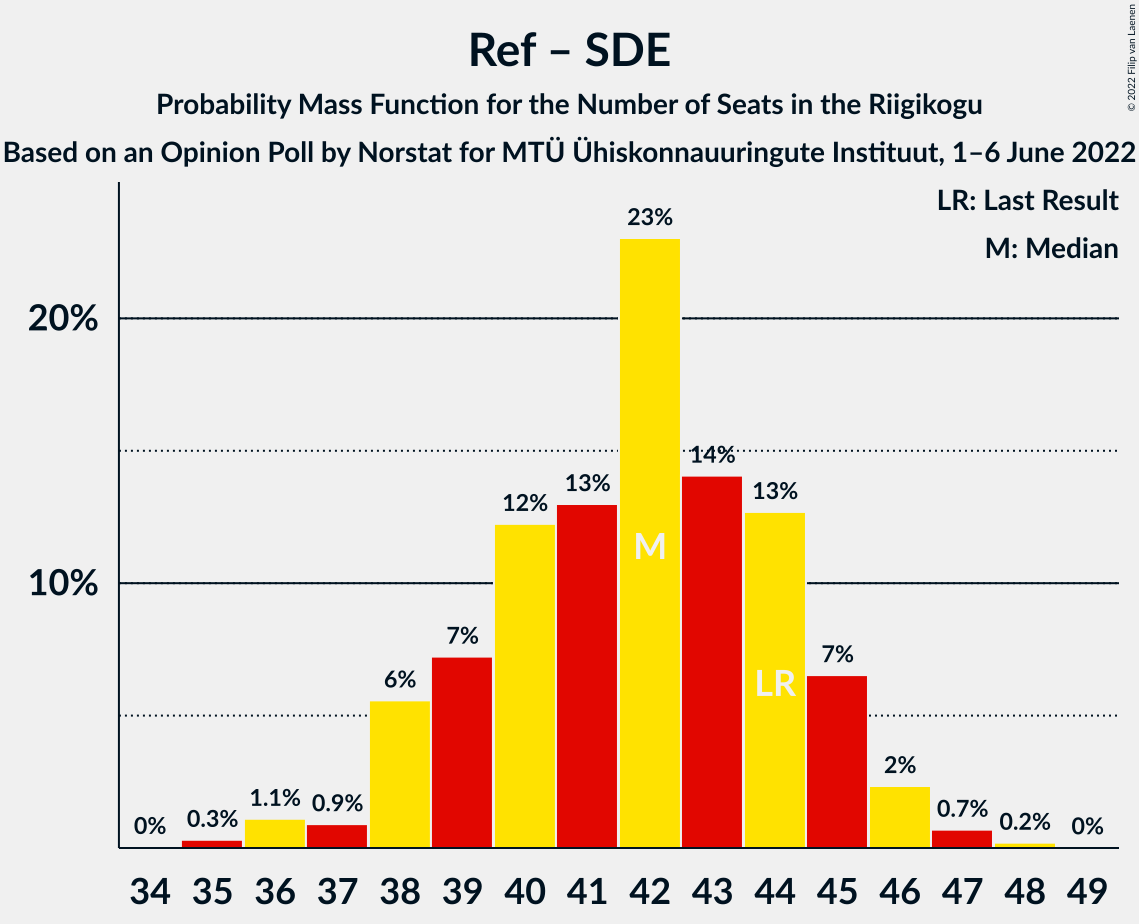 Ref – SDE
Probability Mass Function for the Number of Seats in the Riigikogu
Based on an Opinion Poll by Norstat for MTÜ Ühiskonnauuringute Instituut, 1–6 June 2022
© 2022 Filip van Laenen
LR: Last Result
M: Median
20%
10%
0% 0.3% 1.1% 0.9% 6% 7% 12% 13% 23% 14% 13% 7% 2% 0.7% 0.2% 0%
M
LR
34 35 36 37 38 39 40 41 42 43 44 45 46 47 48 49